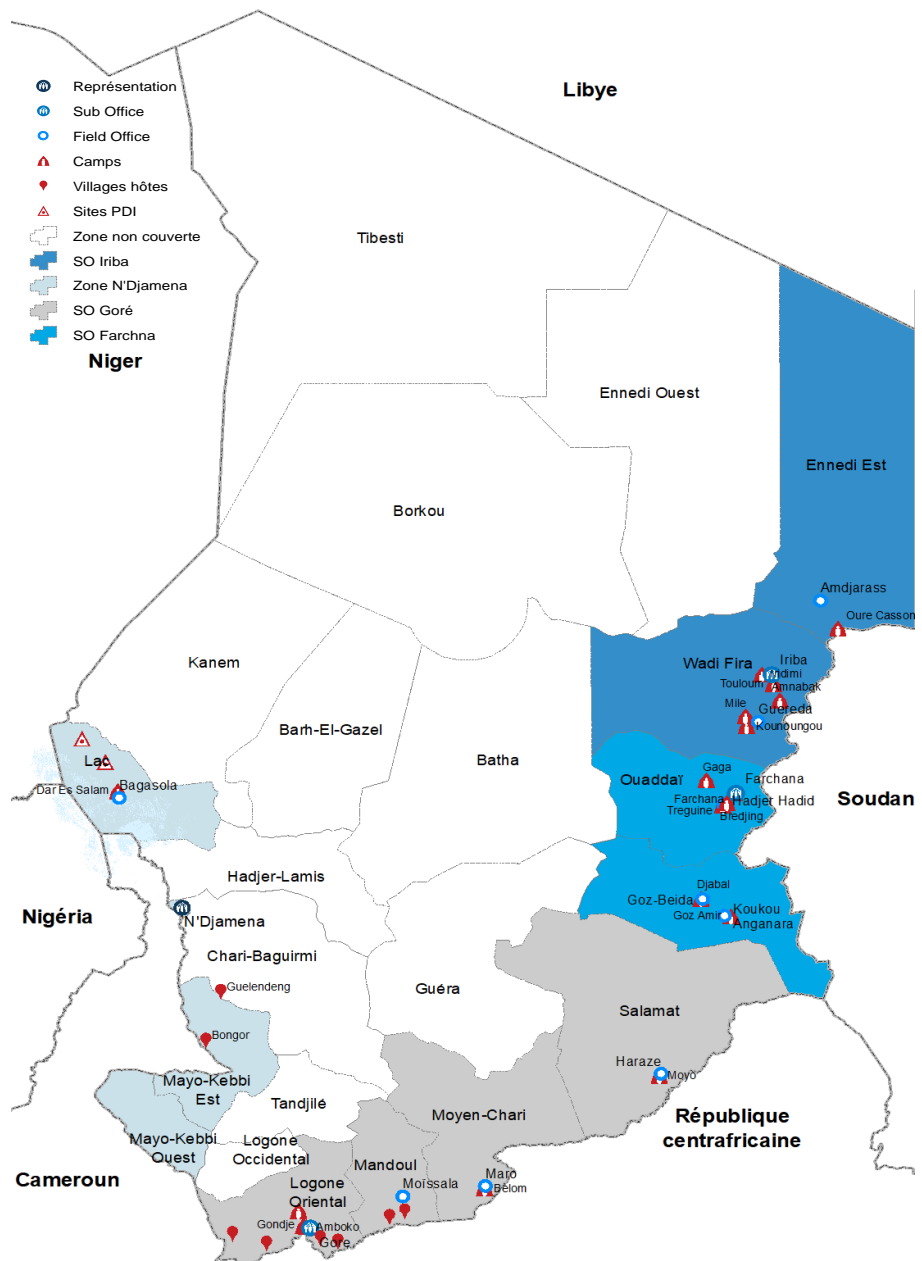 Représentation
Sub Office
Field Office
Camps
Villages hôtes
Sites PDI
Zone non couverte
SO Iriba
Zone N'Djamena
SO Goré
SO Farchna
Libye
Niger
Tibesti
Ennedi Ouest
Ennedi Est
Borkou
Amdjarass
Oure Casson
Kanem
Wadi Fira
Iriba
Touloum
Amnabak
Mile
Guereda
Kounoungou
Barh-El-Gazel
Batha
Lac
Dar Es Salam
Bagasola
Ouaddaï
Gaga
Farchana
Farchana
Hadjer Hadid
Treguine
Bledjing
Soudan
Hadjer-Lamis
Nigéria
N'Djamena
Djabal
Goz-Beida
Goz Amir
Koukou
Anganara
Chari-Baguirmi
Guelendeng
Guéra
Salamat
Bongor
Haraze
Moyo
Mayo-Kebbi
Est
Tandjilé
Moyen-Chari
République
centrafricaine
Mayo-Kebbi
Ouest
Logone
Occidental
Cameroun
Mandoul
Logone
Oriental
Moïssala
Maro
Belom
Gondje
Amboko
Gore